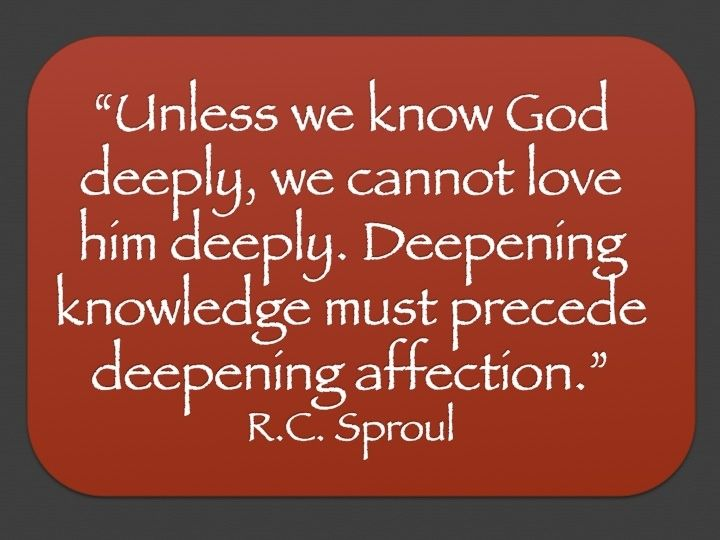 “Unless we know God
deeply, we cannot love
him deeply. Deepening
knowledge must precede
deepening affection.”
R.C. Sproul